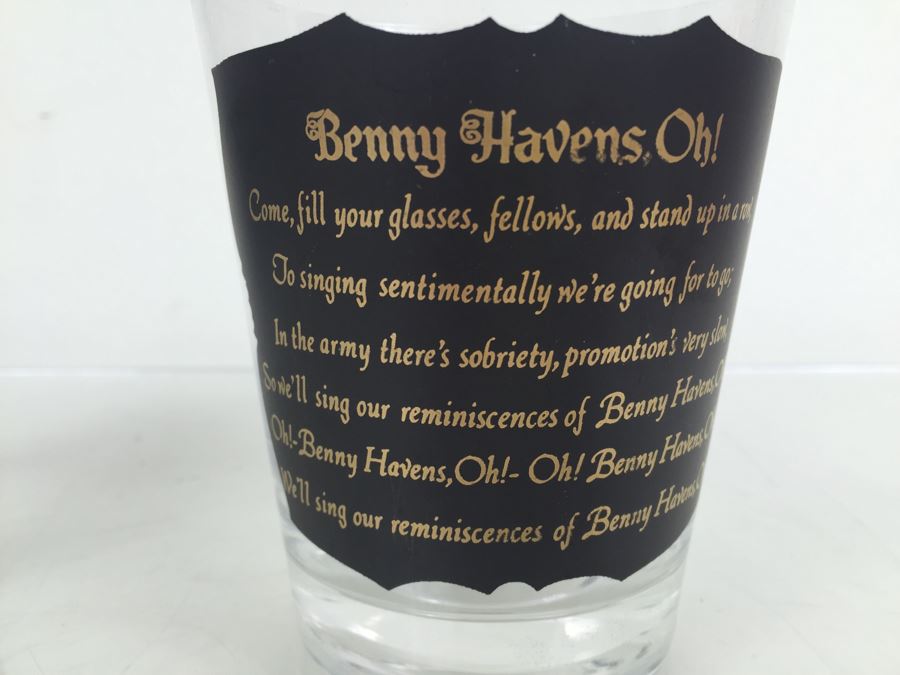 Benny Havens, Oh!
Come, fill your glasses, fellows, and stand up in a row,
To singing sentimentally we're going for to go;
In the army there's sobriety, promotion's very slow,
So we'll sing our reminiscences of Benny Havens,
Oh!-Benny Havens, Oh!- Oh! Benny Havens,
We'll sing our reminiscences of Benny Havens,